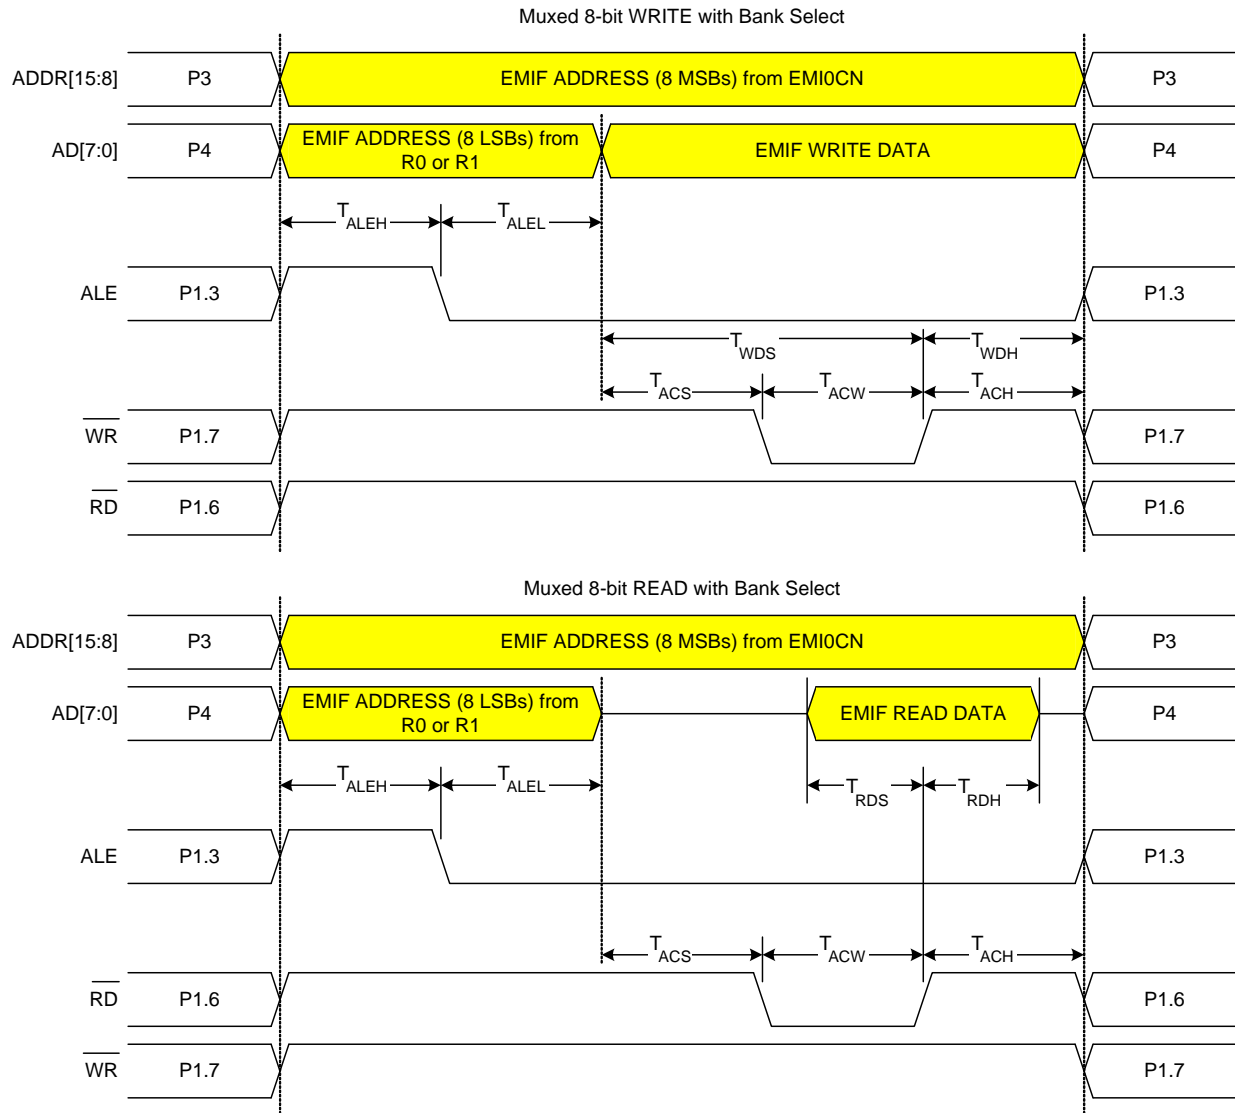 Muxed 8-bit WRITE with Bank Select
ADDR[15:8] P3 EMIF ADDRESS (8 MSBs) from EMI0CN P3
AD[7:0] P4 EMIF ADDRESS (8 LSBs) from
R0 or R1 EMIF WRITE DATA P4
TALEH TALEL
ALE P1.3 P1.3
TWDS TWDH
TACS TACW TACH
WR P1.7 P1.7
RD P1.6 P1.6
Muxed 8-bit READ with Bank Select
ADDR[15:8] P3 EMIF ADDRESS (8 MSBs) from EMI0CN P3
AD[7:0] P4 EMIF ADDRESS (8 LSBs) from
R0 or R1 EMIF READ DATA P4
TALEH TALEL TRDS TRDH
ALE P1.3 P1.3
TACS TACW TACH
RD P1.6 P1.6
WR P1.7 P1.7